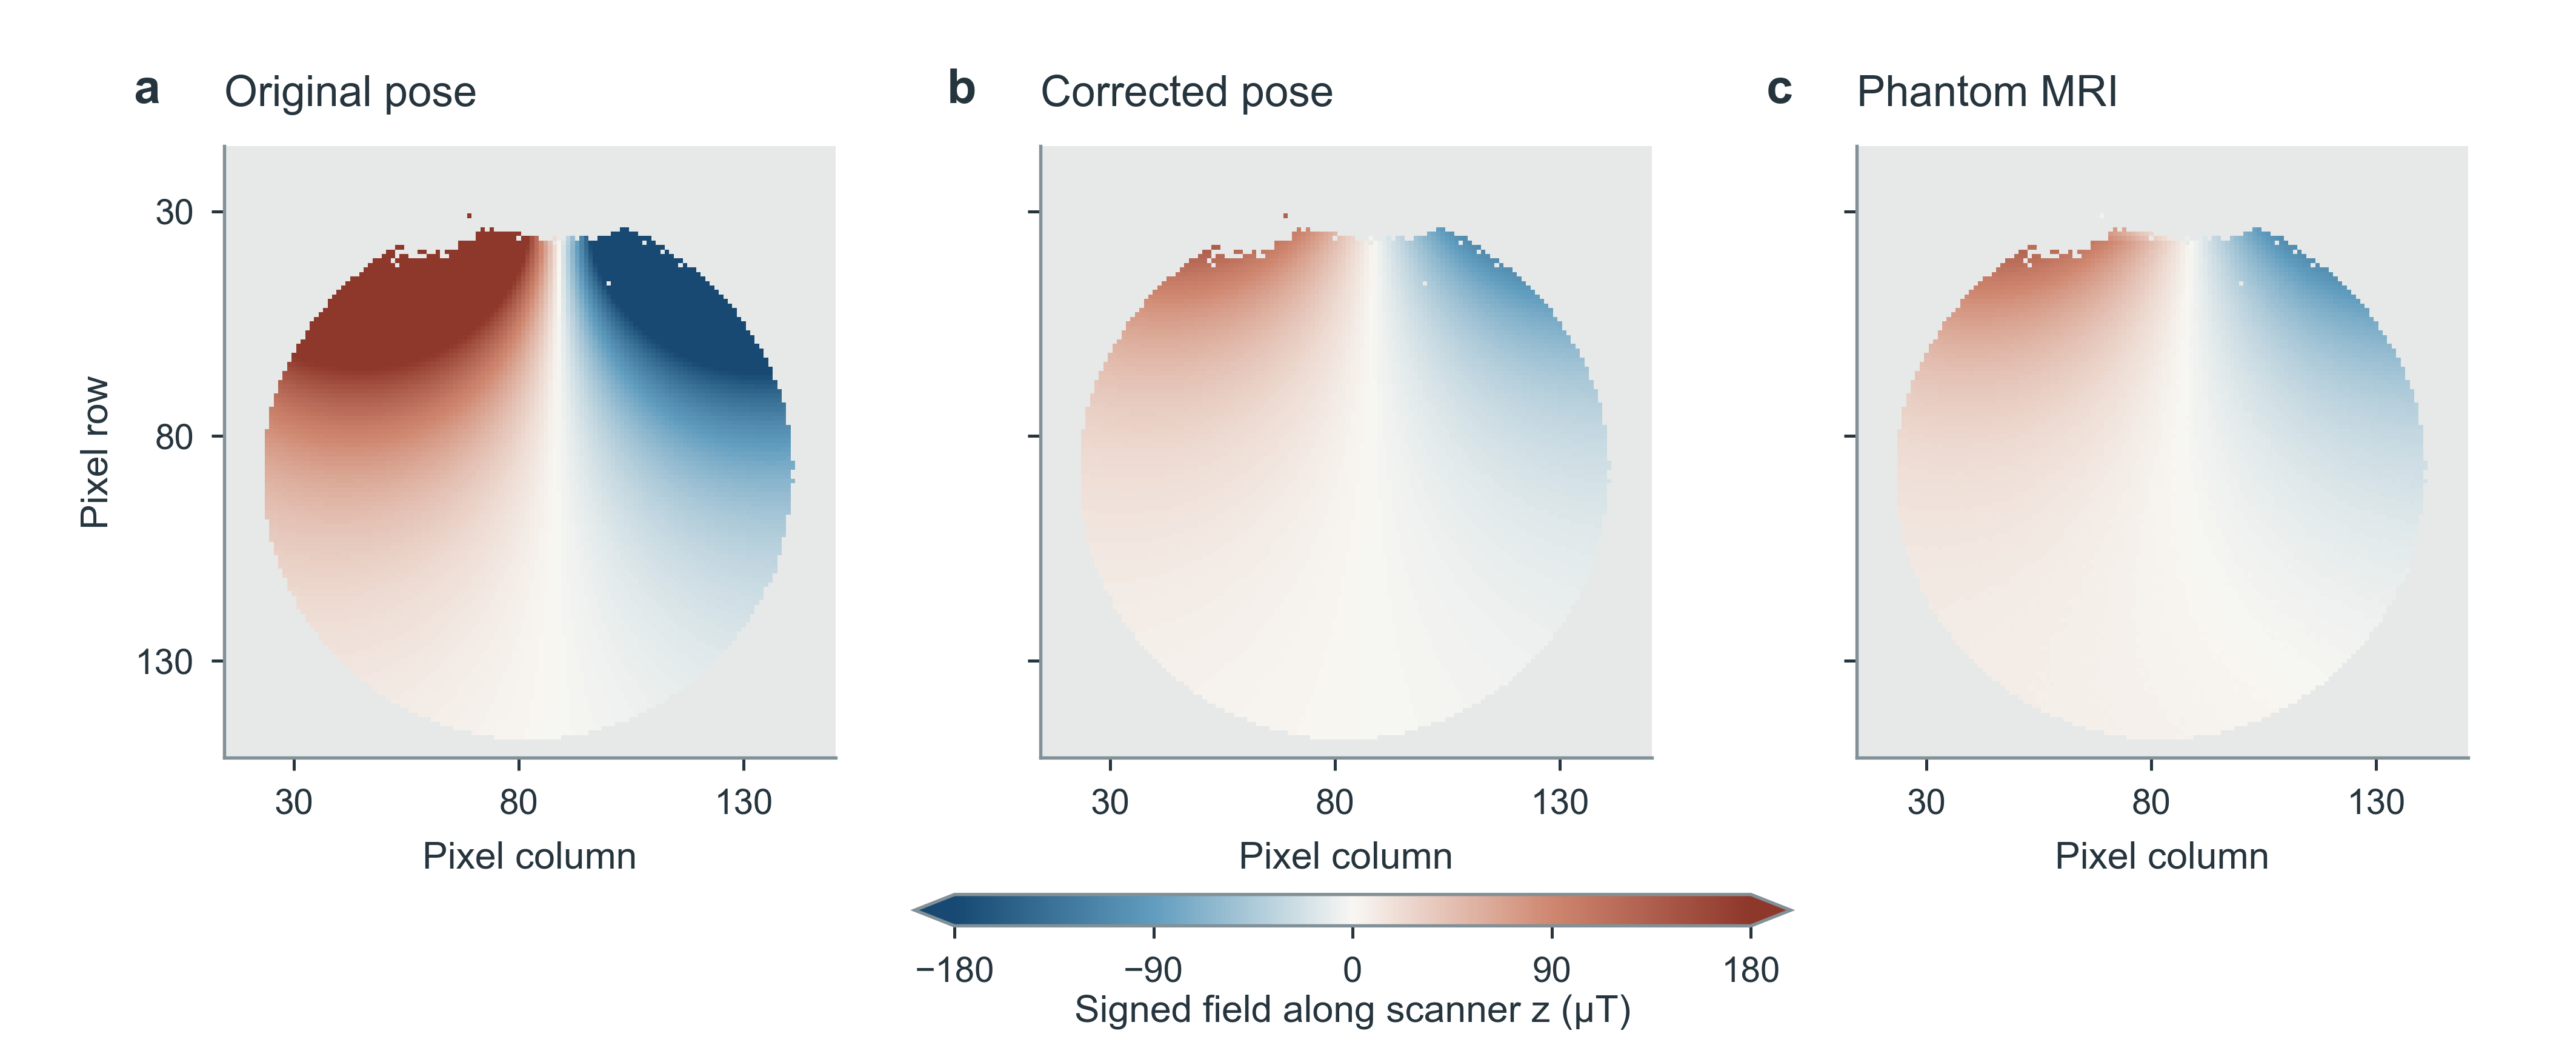 a Original pose
b Corrected pose
c Phantom MRI
Pixel row
30
80
130
30 80 130
30 80 130
30 80 130
Pixel column
Pixel column
Pixel column
−180 −90 0 90 180
Signed field along scanner z (µT)